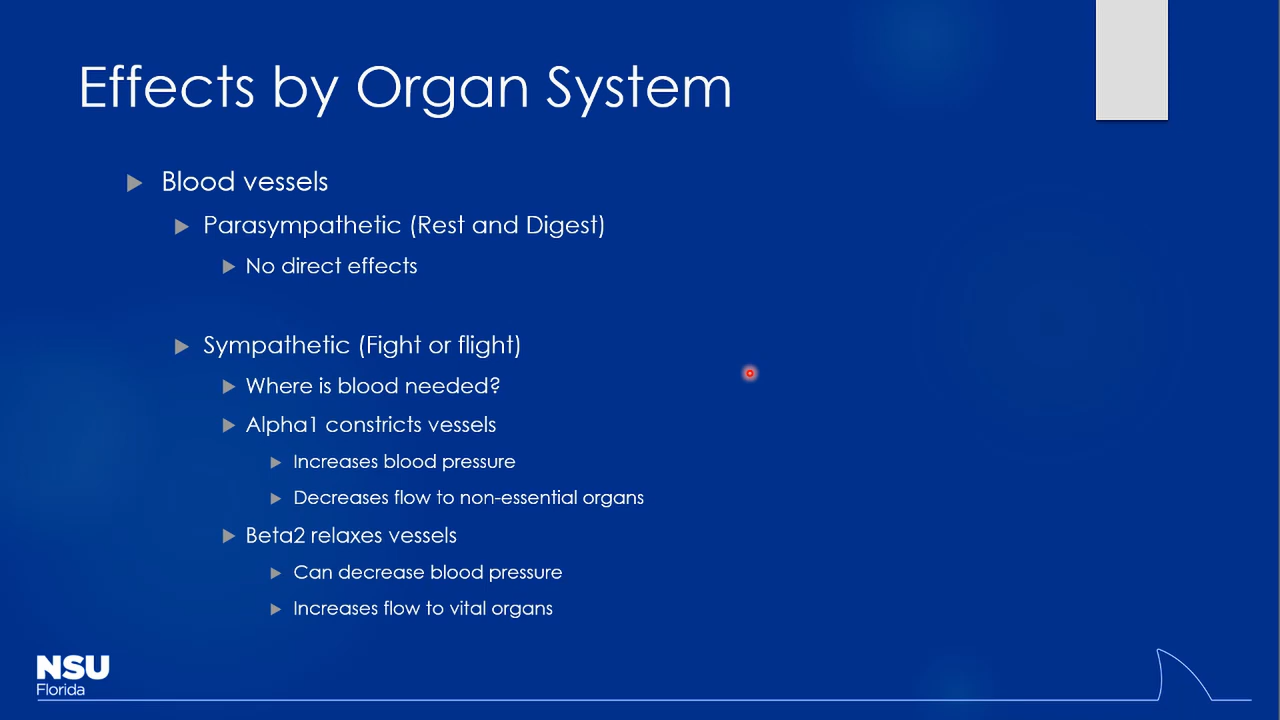 Effects by Organ System
Blood vessels
Parasympathetic (Rest and Digest)
No direct effects
Sympathetic (Fight or flight)
Where is blood needed?
Alpha1 constricts vessels
Increases blood pressure
Decreases flow to non-essential organs
Beta2 relaxes vessels
Can decrease blood pressure
Increases flow to vital organs
NSU
Florida